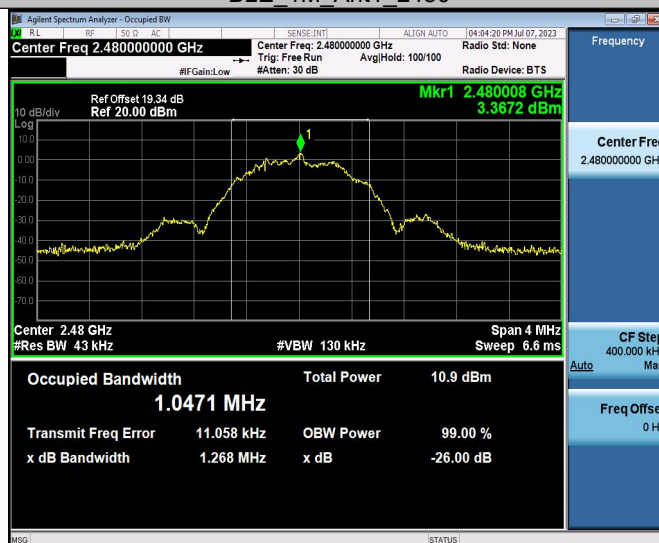 Agilent Spectrum Analyzer - Occupied BW
RL RF 50 Ω AC SENSE:INT ALIGN AUTO 04:04:20 PM Jul 07, 2023
Center Freq 2.480000000 GHz
Center Freq: 2.480000000 GHz
Radio Std: None
Trig: Free Run Avg|Hold: 100/100
#IFGain:Low
#Atten: 30 dB
Radio Device: BTS
Frequency
Mkr1 2.480008 GHz
3.3672 dBm
Ref Offset 19.34 dB
10 dB/div Ref 20.00 dBm
Log
10.0
0.00
-10.0
-20.0
-30.0
-40.0
-50.0
-60.0
-70.0
1
Center 2.48 GHz Span 4 MHz
#Res BW 43 kHz #VBW 130 kHz Sweep 6.6 ms
Occupied Bandwidth
1.0471 MHz
Total Power 10.9 dBm
Transmit Freq Error 11.058 kHz OBW Power 99.00 %
x dB Bandwidth 1.268 MHz x dB -26.00 dB
Center Fre
2.480000000 GH
CF Ste
400.000 kH
Auto Ma
Freq Offse
0 H
MSG STATUS